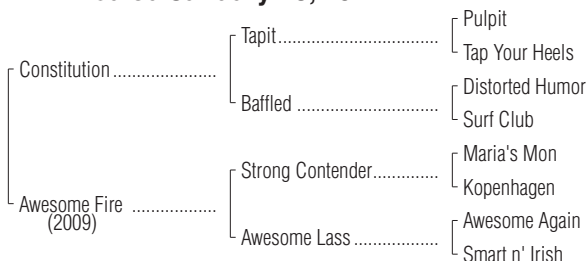 Pulpit
Tapit
Tap Your Heels
Constitution
Distorted Humor
Baffled
Surf Club
Maria's Mon
Strong Contender
Kopenhagen
Awesome Fire
(2009)
Awesome Again
Awesome Lass
Smart n' Irish